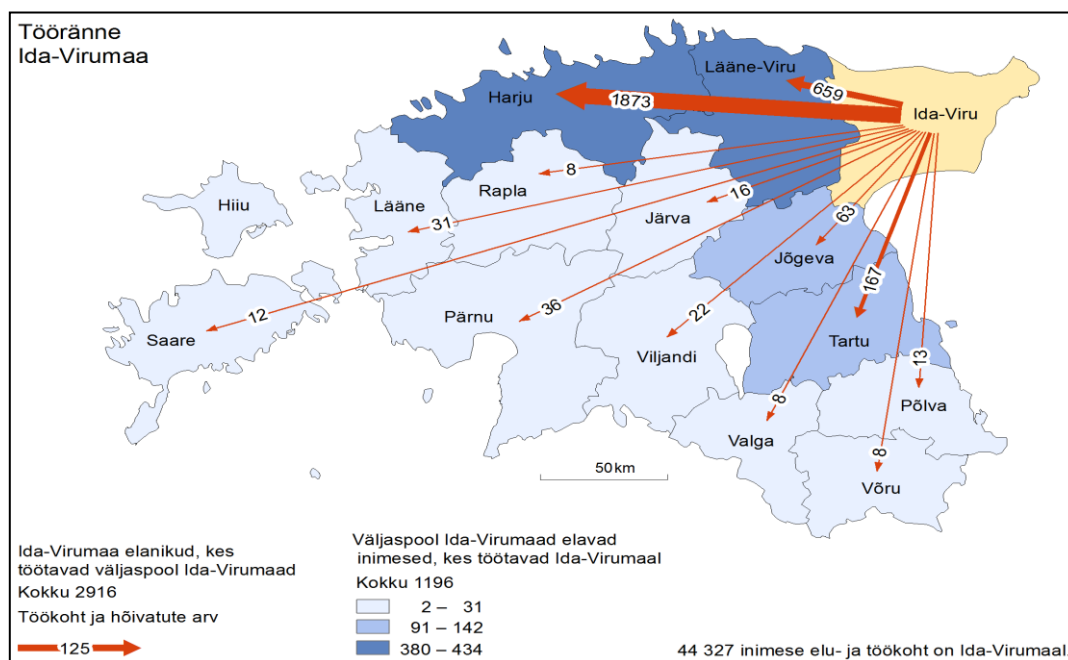 Tööränne
Ida-Virumaa
Lääne-Viru
659
Harju
1873
Ida-Viru
8
Rapla
16
Hiiu
Lääne
31
Järva
63
Jõgeva
167
12
36
22
Saare
Pärnu
Viljandi
Tartu
13
8
Põlva
Valga
8
Võru
50 km
Ida-Virumaa elanikud, kes
töötavad väljaspool Ida-Virumaad
Kokku 2916
Töökoht ja hõivatute arv
125
Väljaspool Ida-Virumaad elavad
inimesed, kes töötavad Ida-Virumaal
Kokku 1196
2 – 31
91 – 142
380 – 434
44 327 inimese elu- ja töökoht on Ida-Virumaal.